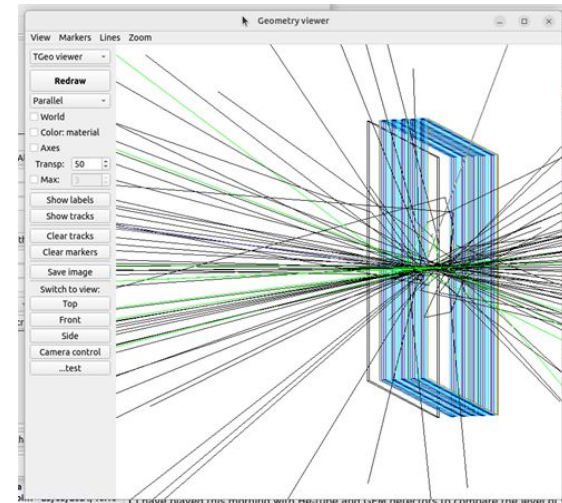 Geometry viewer
View Markers Lines Zoom
TGeo viewer
Redraw
Parallel
World
Color: material
Axes
Transp: 50
Max: 3
Show labels
Show tracks
Clear tracks
Clear markers
Save image
Switch to view:
Top
Front
Side
Camera control
...test
I have played this morning with He-tube and GEM detectors to compare the level of